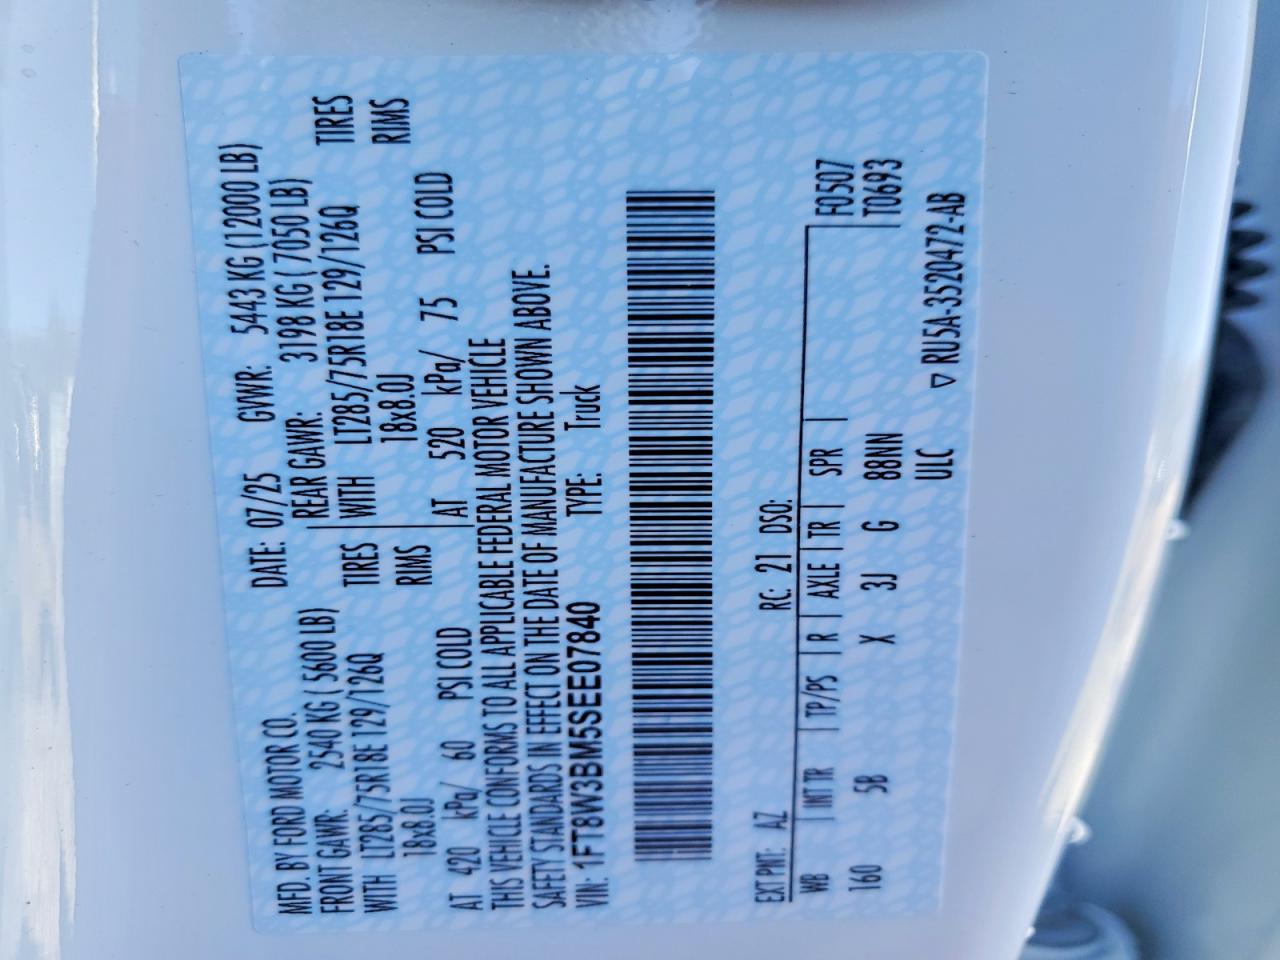 MFD. BY FORD MOTOR CO. DATE: 07/25 GVWR: 5443 KG (12000 LB)
FRONT GAWR: 2540 KG ( 5600 LB) REAR GAWR: 3198 KG ( 7050 LB)
WITH LT285/75R18E 129/126Q TIRES WITH LT285/75R18E 129/126Q TIRES
18x8.0J RIMS 18x8.0J RIMS
AT 420 kPa/ 60 PSI COLD AT 520 kPa/ 75 PSI COLD
THIS VEHICLE CONFORMS TO ALL APPLICABLE FEDERAL MOTOR VEHICLE
SAFETY STANDARDS IN EFFECT ON THE DATE OF MANUFACTURE SHOWN ABOVE.
VIN: 1FT8W3BM5SEE07840 TYPE: Truck
EXT PNT: AZ RC: 21 DSO:
WB INT TR TP/PS R AXLE TR SPR F0507
160 5B X 3J G 88NN T0693
ULC ▽ RU5A-3520472-AB